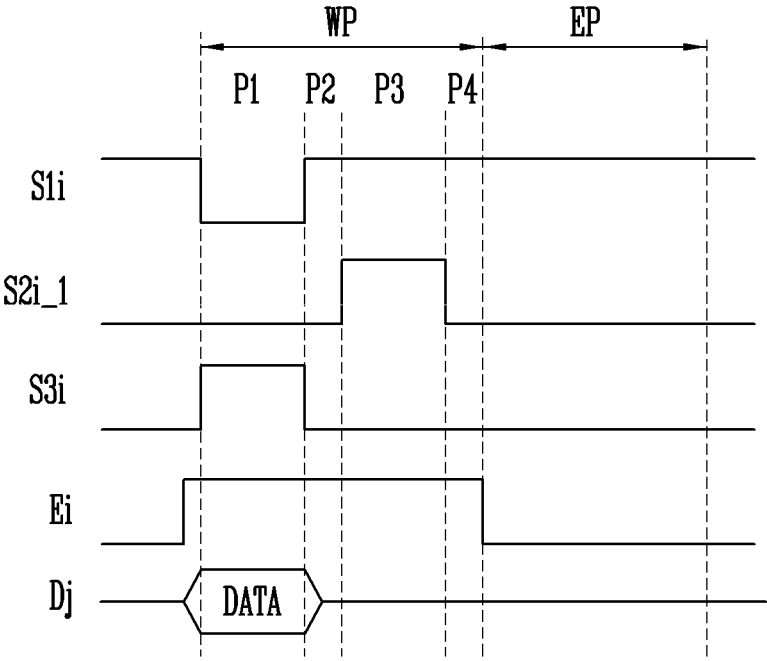 WP EP
P1 P2 P3 P4
S1i
S2i_1
S3i
Ei
Dj DATA